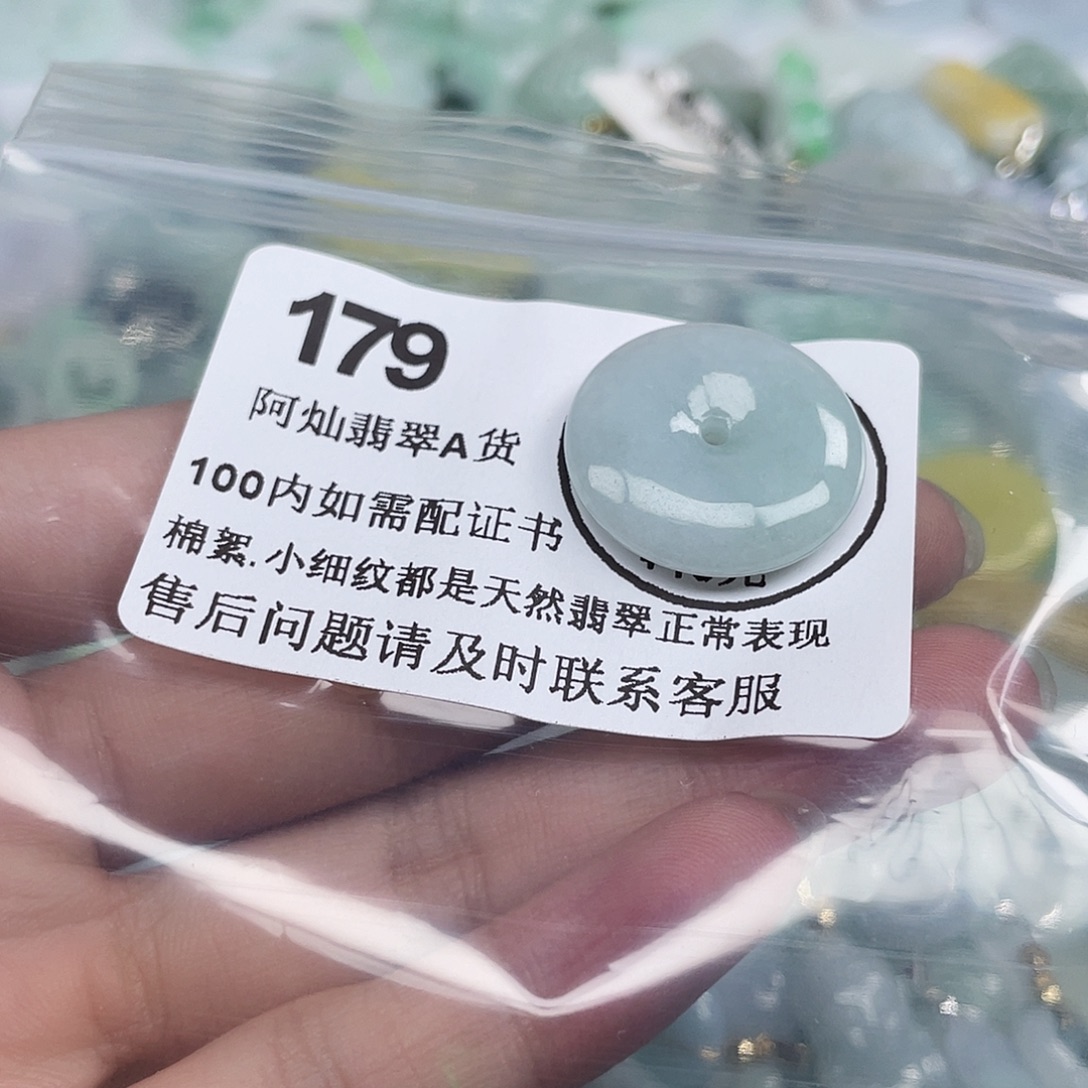 179
阿灿翡翠A货
100内如需配证书
棉絮.小细纹都是天然翡翠正常表现
售后问题请及时联系客服